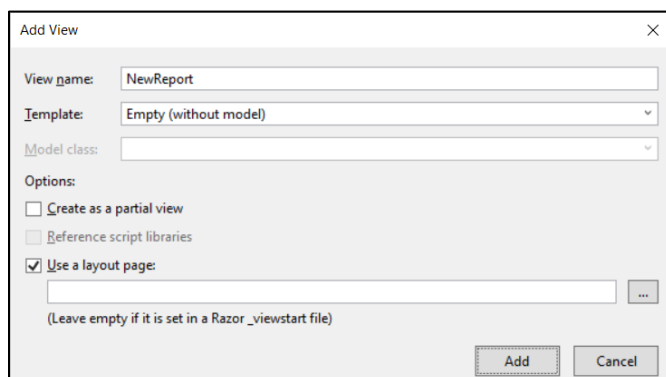 Add View
View name: NewReport
Template: Empty (without model)
Model class:
Options:
Create as a partial view
Reference script libraries
Use a layout page:
...
(Leave empty if it is set in a Razor _viewstart file)
Add Cancel